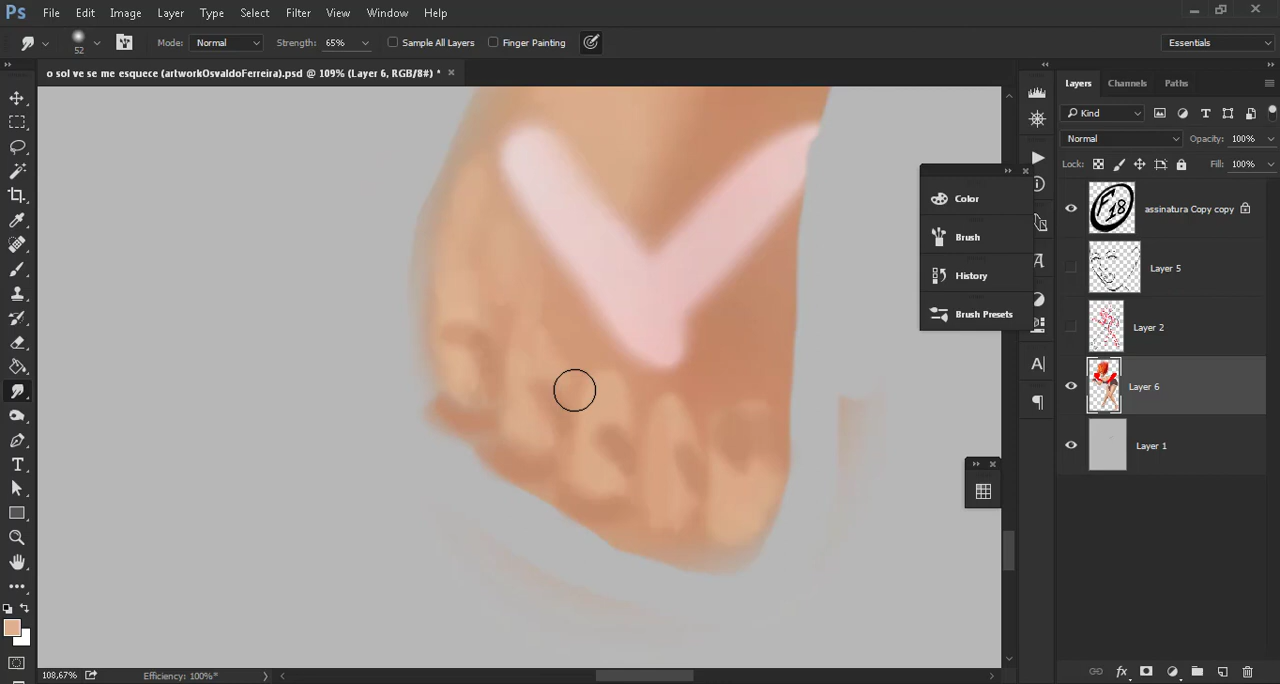 Ps File Edit Image Layer Type Select Filter View Window Help
52 Mode: Normal Strength: 65% Sample All Layers Finger Painting Essentials
o sol ve se me esquece (artworkOsvaldoFerreira).psd @ 109% (Layer 6, RGB/8#) *
Layers Channels Paths
Kind
Normal Opacity: 100%
Lock: Fill: 100%
Color
Brush
History
Brush Presets
F18
assinatura Copy copy
Layer 5
Layer 2
Layer 6
Layer 1
108,67% Efficiency: 100%*